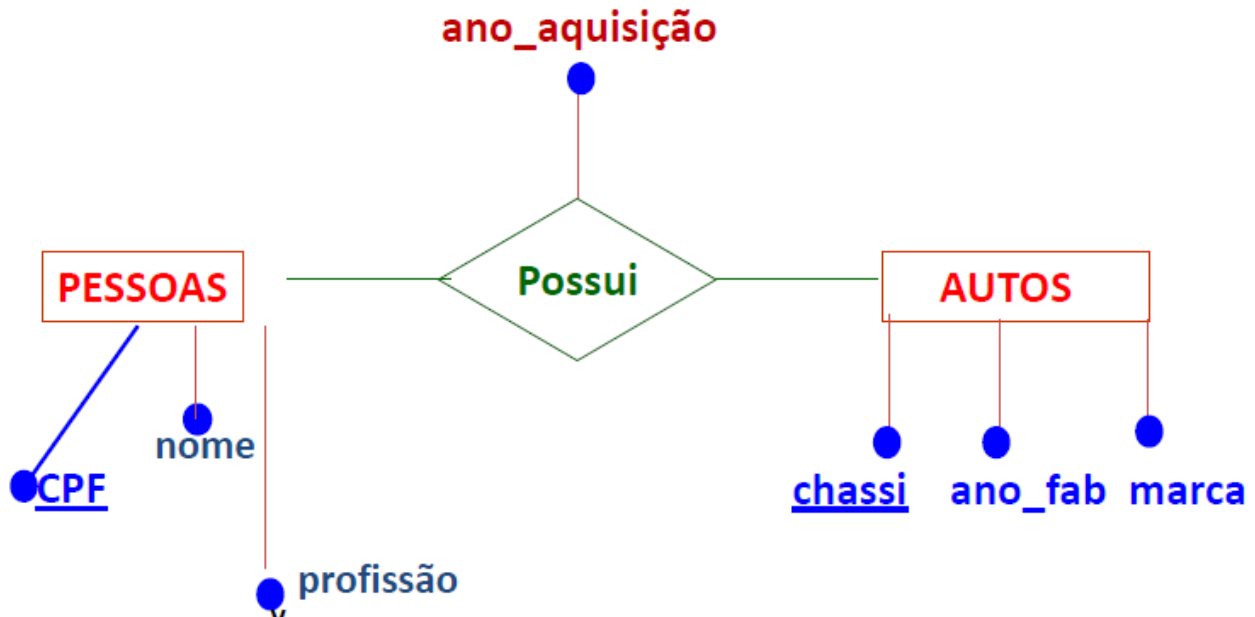 ano_aquisição
PESSOAS
Possui
AUTOS
nome
CPF
chassi
ano_fab
marca
profissão